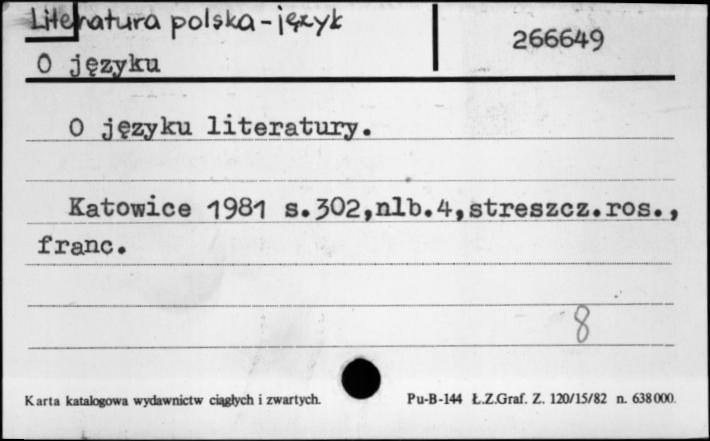 Literatura polska-język
266649
O języku
O języku literatury.
Katowice 1981 s.302,nlb.4,streszcz.ros.,
franc.
8
Karta katalogowa wydawnictw ciągłych i zwartych.
Pu-B-144 Ł.Z.Graf. Z. 120/15/82 n. 638000.